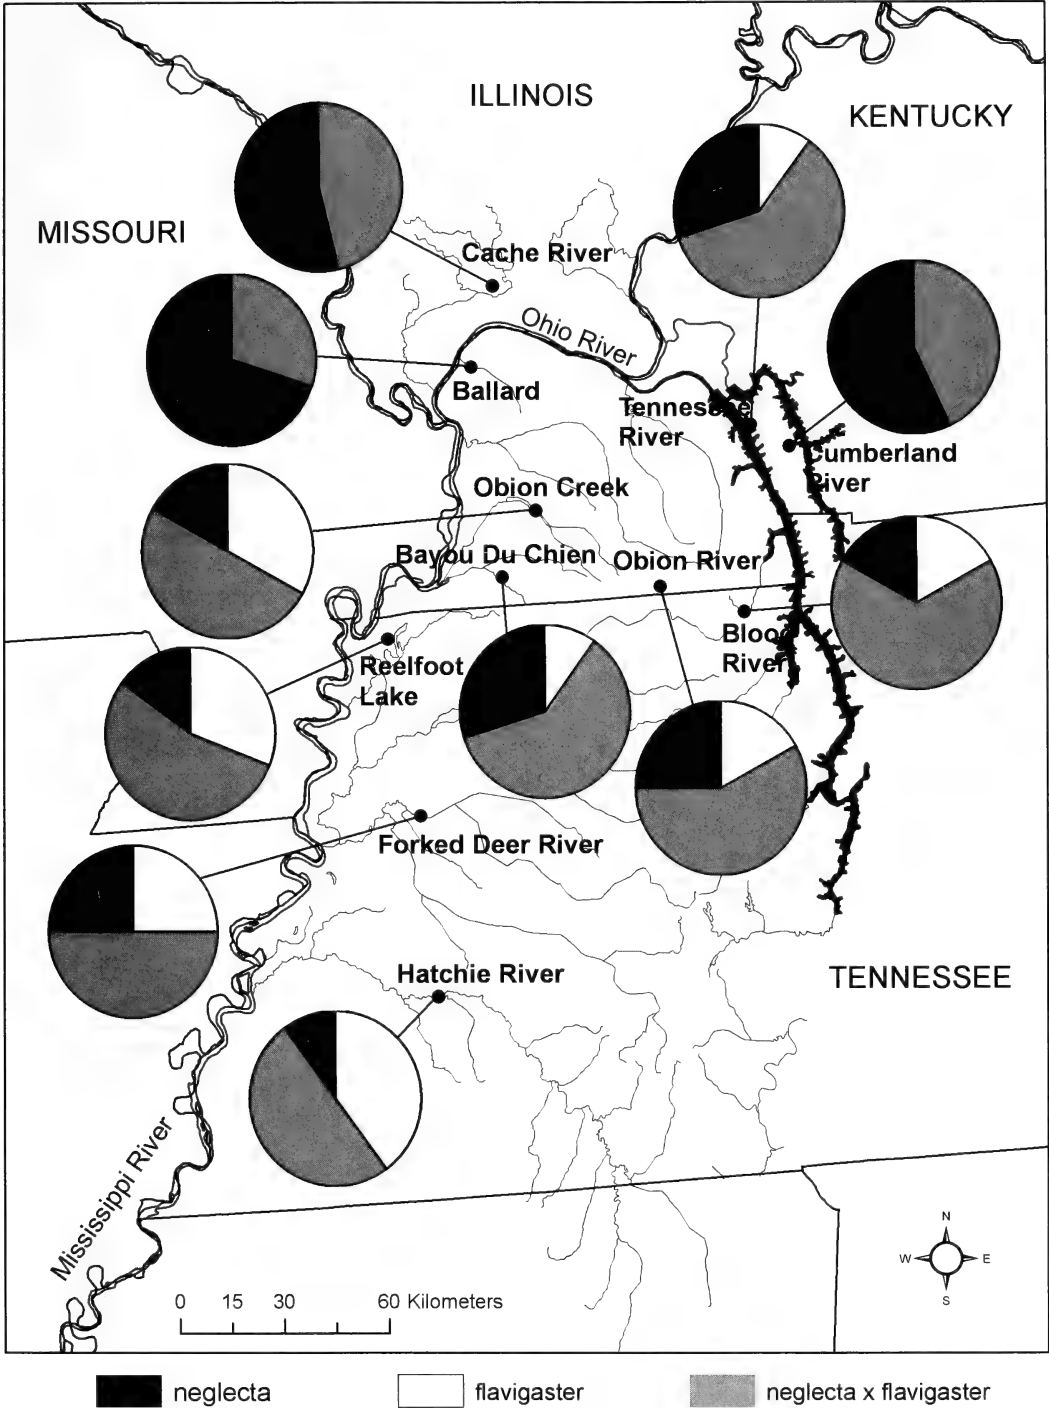 ILLINOIS
KENTUCKY
MISSOURI
Cache River
Ohio River
Ballard
Tennessee
River
Cumberland
River
Obion Creek
Bayou Du Chien
Obion River
Blood
River
Reelfoot
Lake
Forked Deer River
Hatchie River
TENNESSEE
Mississippi River
N
W
E
S
0 15 30 60 Kilometers
neglecta flavigaster neglecta x flavigaster